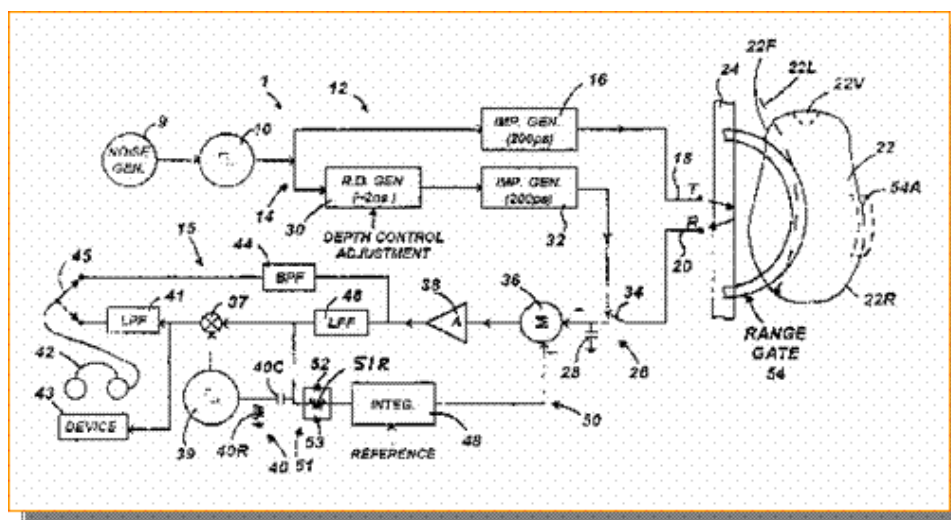 22F
24
22L
22V
1
12
16
9
10
IMP. GEN.
(200ps)
NOISE
GEN.
18
T
22
54A
14
R.D. GEN
(~2ns.)
IMP. GEN.
(200ps)
30
32
R
DEPTH CONTROL
ADJUSTMENT
20
15
44
45
BPF
38
36
34
22R
41
37
LPF
LPF
A
RANGE
GATE
54
42
40C
52
51R
28
26
43
DEVICE
INTEG.
50
39
40R
40
51
53
48
REFERENCE